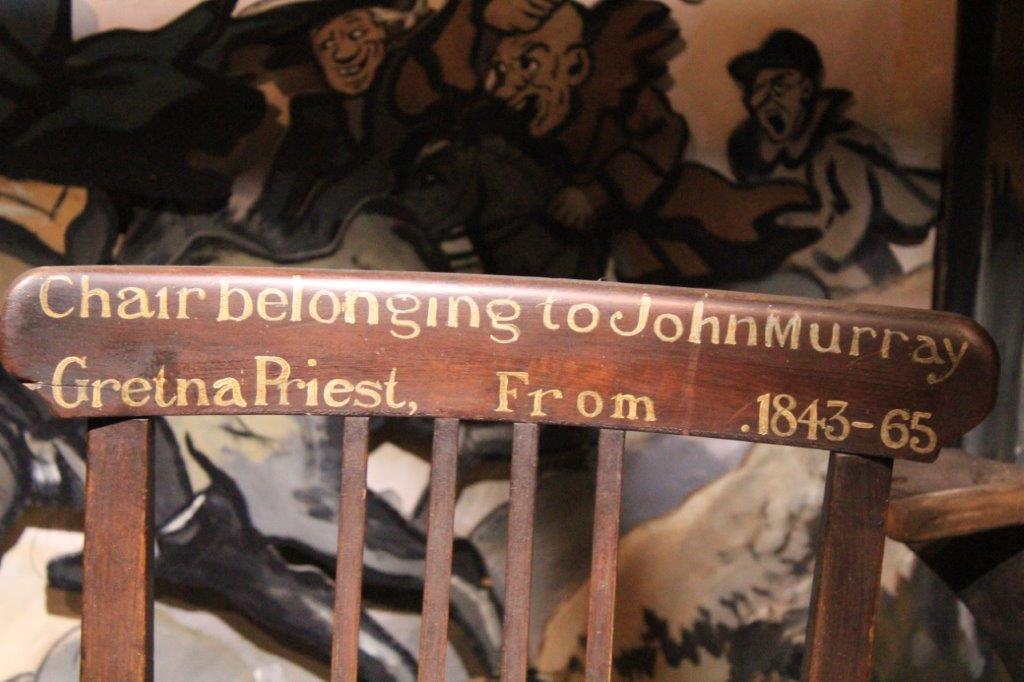 Chair belonging to John Murray
Gretna Priest, From .1843-65